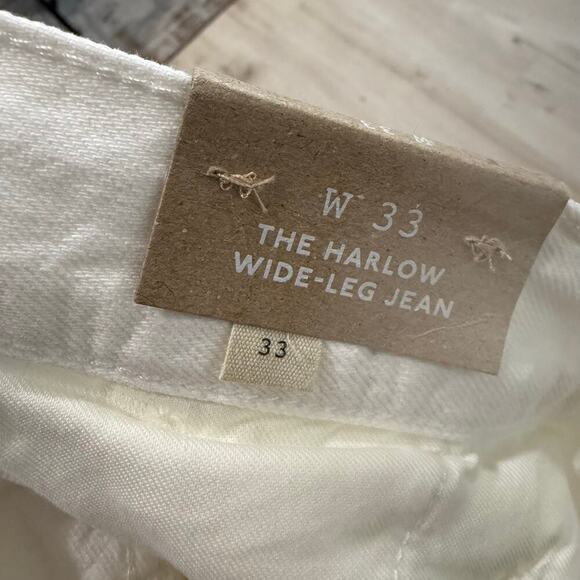 W 33
THE HARLOW
WIDE-LEG JEAN
33